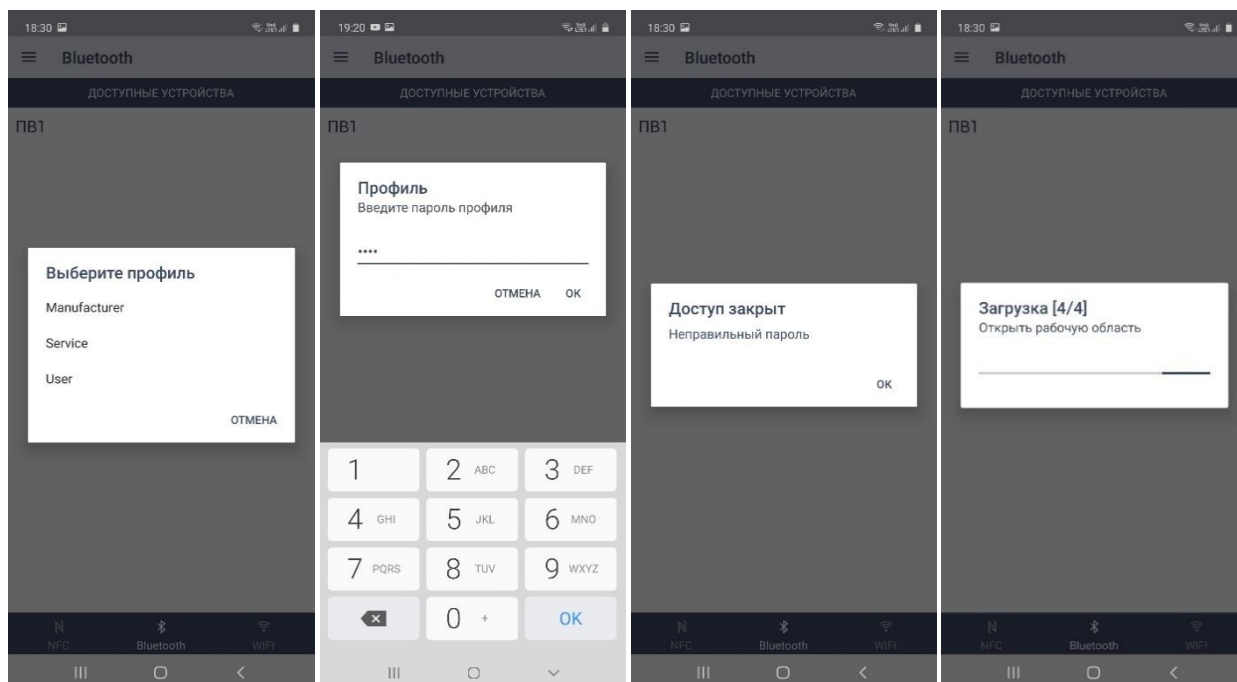 18:30
Bluetooth
ДОСТУПНЫЕ УСТРОЙСТВА
ПВ1
Выберите профиль
Manufacturer
Service
User
ОТМЕНА
NFC
Bluetooth
WIFI
19:20
Bluetooth
ДОСТУПНЫЕ УСТРОЙСТВА
ПВ1
Профиль
Введите пароль профиля
••••
ОТМЕНА OK
1 2 ABC 3 DEF
4 GHI 5 JKL 6 MNO
7 PQRS 8 TUV 9 WXYZ
0 + OK
18:30
Bluetooth
ДОСТУПНЫЕ УСТРОЙСТВА
ПВ1
Доступ закрыт
Неправильный пароль
OK
NFC
Bluetooth
WIFI
18:30
Bluetooth
ДОСТУПНЫЕ УСТРОЙСТВА
ПВ1
Загрузка [4/4]
Открыть рабочую область
NFC
Bluetooth
WIFI